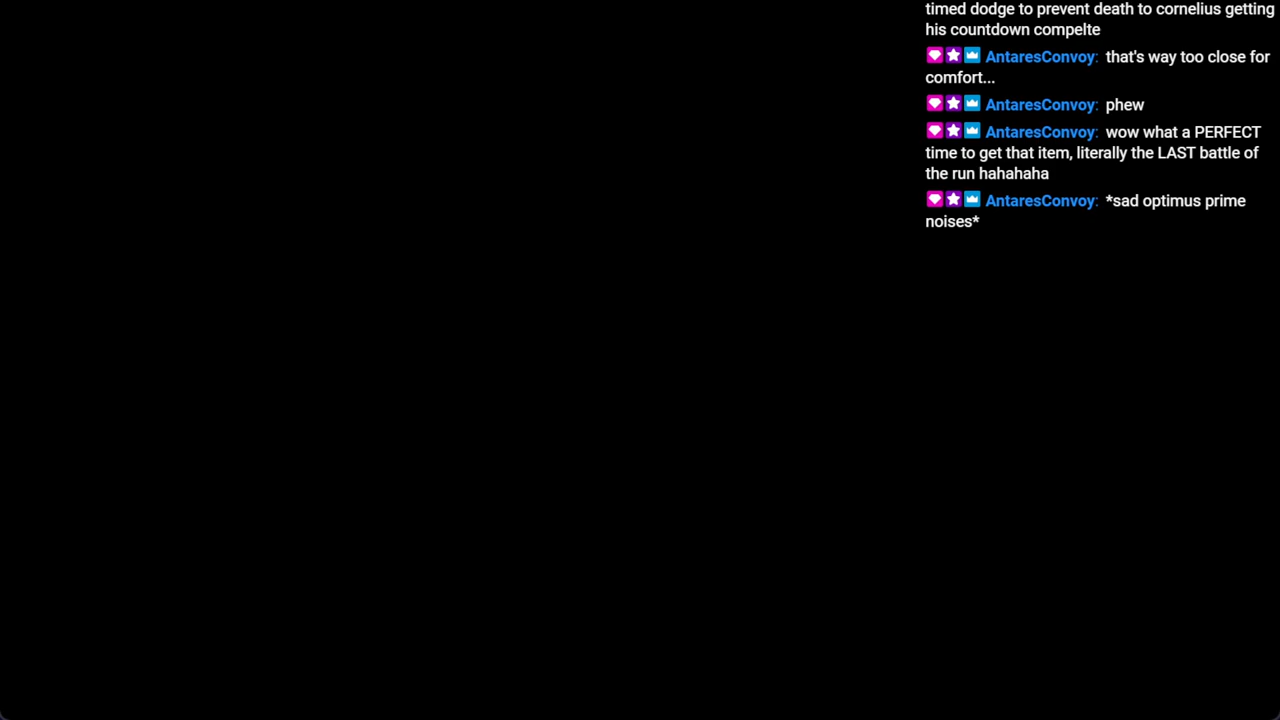 timed dodge to prevent death to cornelius getting
his countdown compelte
AntaresConvoy: that's way too close for
comfort...
AntaresConvoy: phew
AntaresConvoy: wow what a PERFECT
time to get that item, literally the LAST battle of
the run hahahaha
AntaresConvoy: *sad optimus prime
noises*